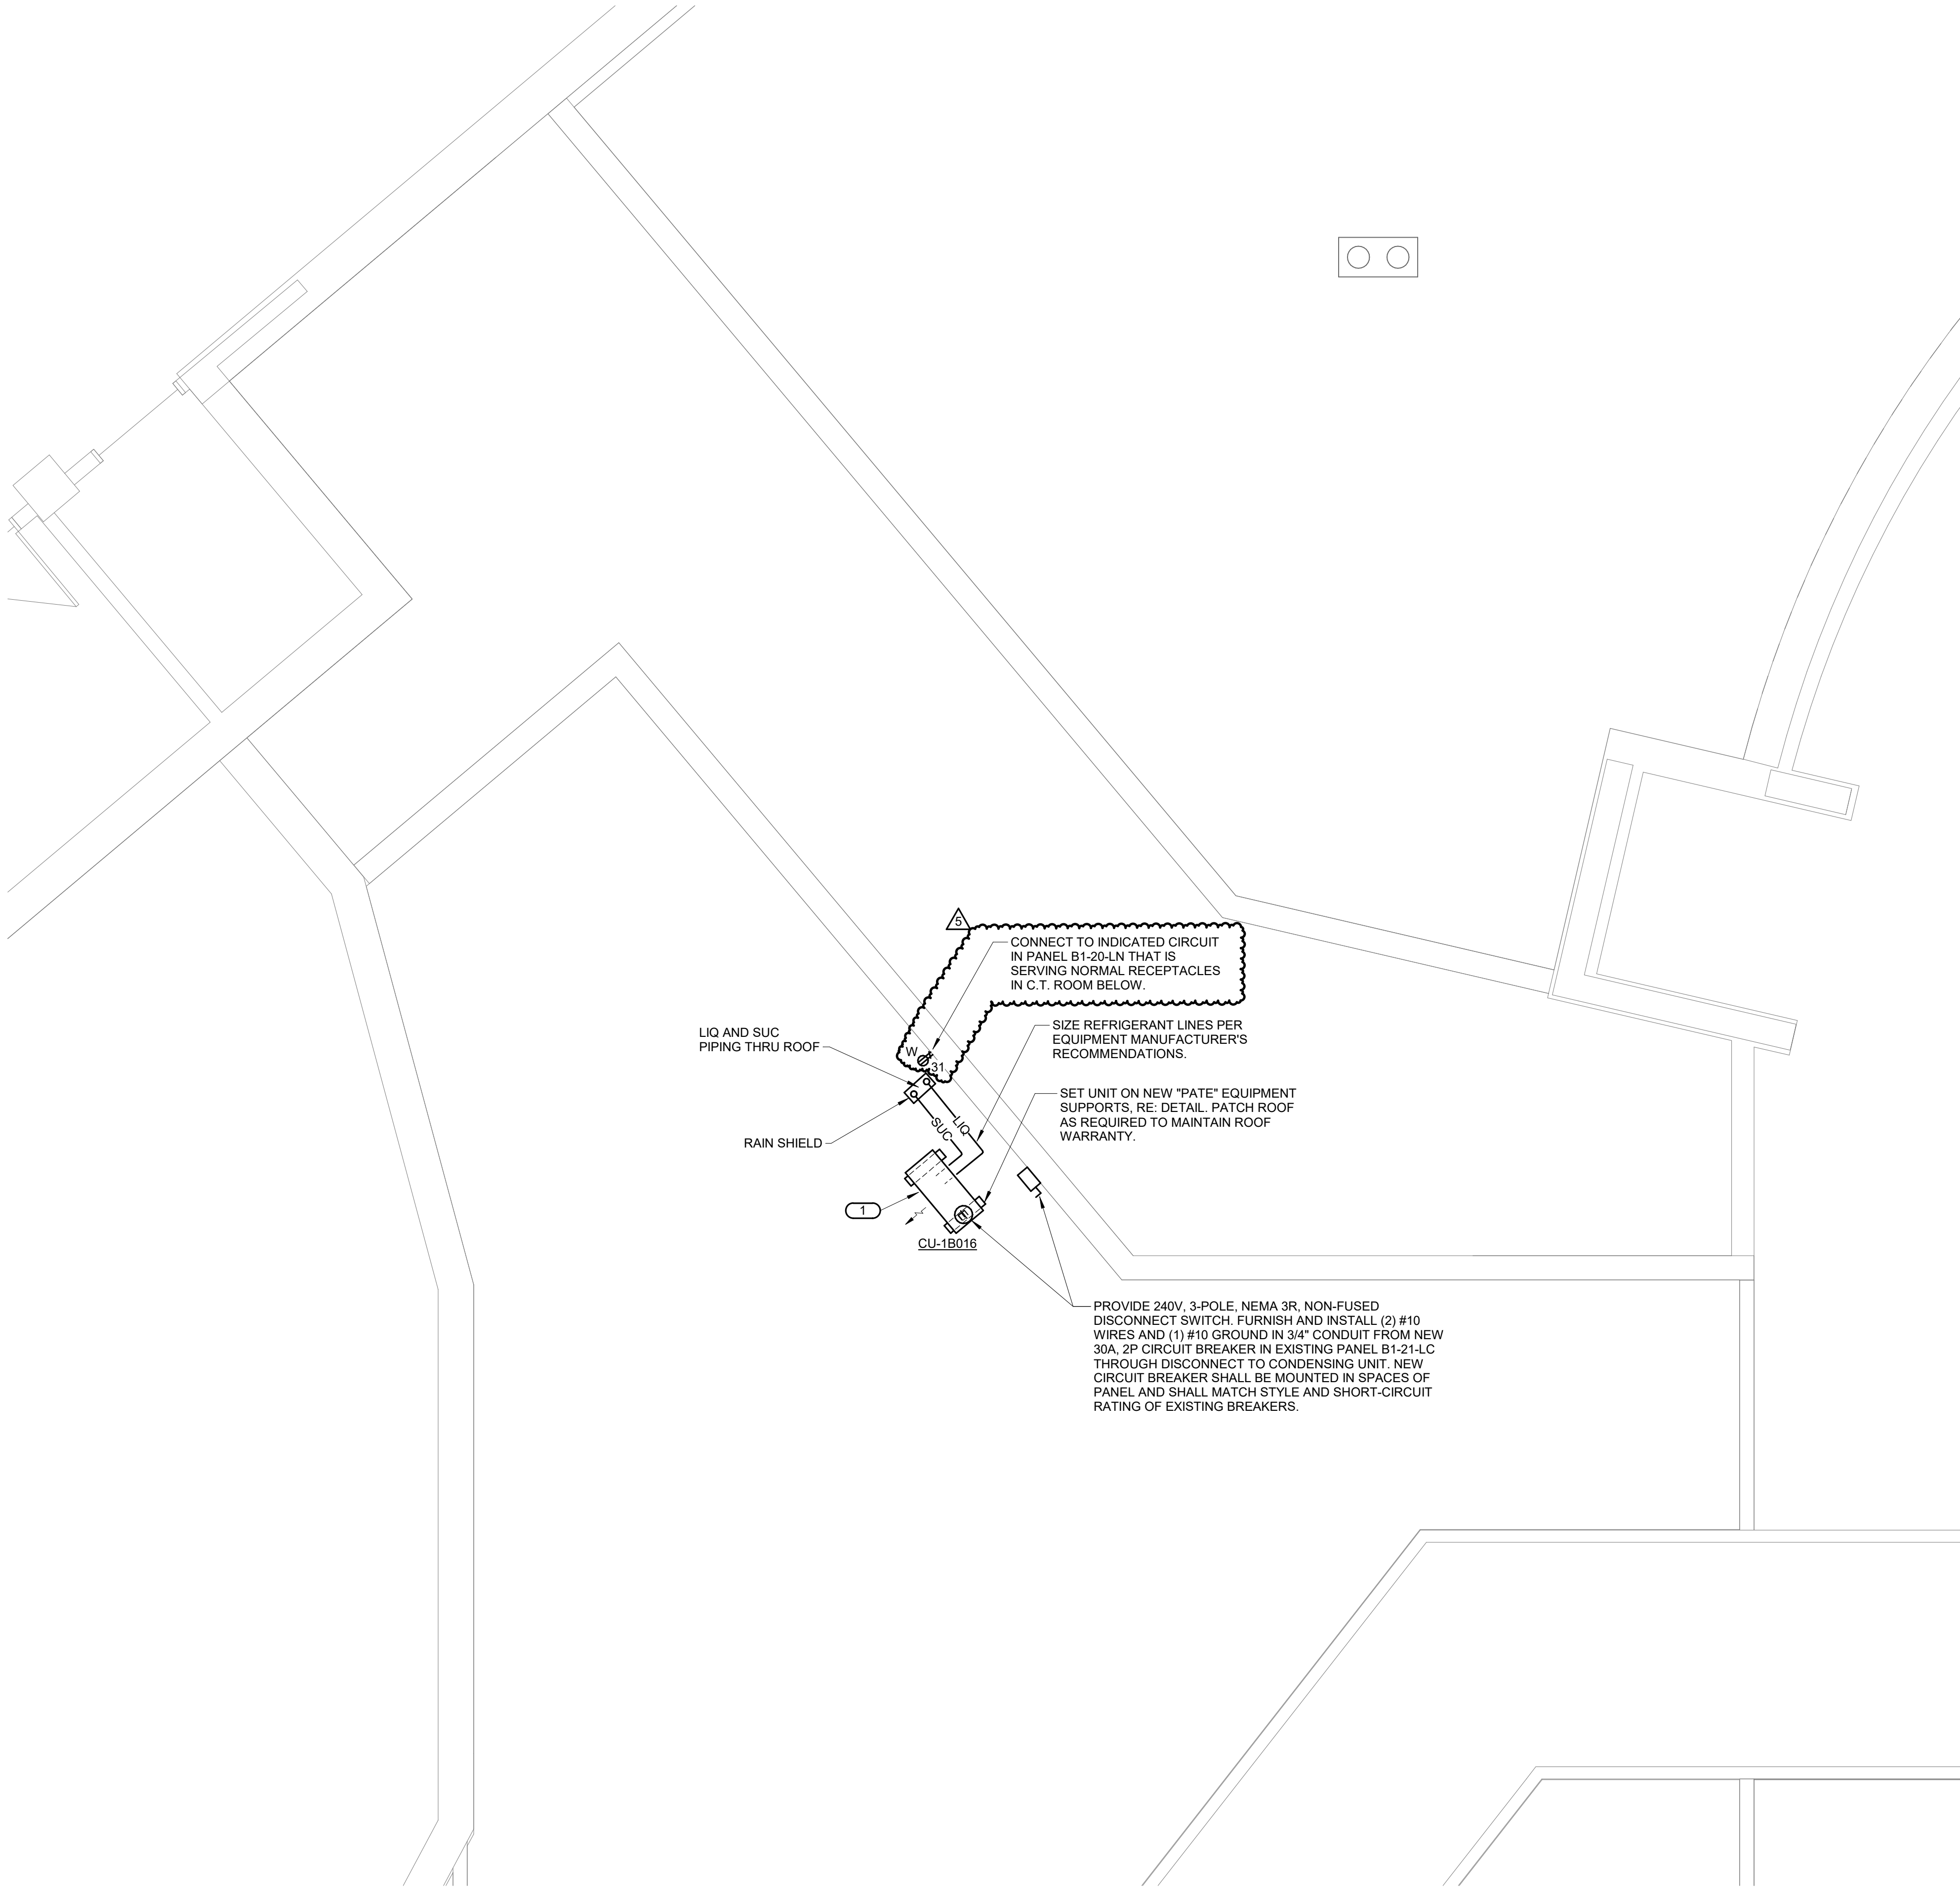 5
CONNECT TO INDICATED CIRCUIT
IN PANEL B1-20-LN THAT IS
SERVING NORMAL RECEPTACLES
IN C.T. ROOM BELOW.
LIQ AND SUC
PIPING THRU ROOF
SIZE REFRIGERANT LINES PER
EQUIPMENT MANUFACTURER'S
RECOMMENDATIONS.
W
31
SET UNIT ON NEW "PATE" EQUIPMENT
SUPPORTS, RE: DETAIL. PATCH ROOF
AS REQUIRED TO MAINTAIN ROOF
WARRANTY.
SUC
LIQ
RAIN SHIELD
1
CU-1B016
PROVIDE 240V, 3-POLE, NEMA 3R, NON-FUSED
DISCONNECT SWITCH. FURNISH AND INSTALL (2) #10
WIRES AND (1) #10 GROUND IN 3/4" CONDUIT FROM NEW
30A, 2P CIRCUIT BREAKER IN EXISTING PANEL B1-21-LC
THROUGH DISCONNECT TO CONDENSING UNIT. NEW
CIRCUIT BREAKER SHALL BE MOUNTED IN SPACES OF
PANEL AND SHALL MATCH STYLE AND SHORT-CIRCUIT
RATING OF EXISTING BREAKERS.